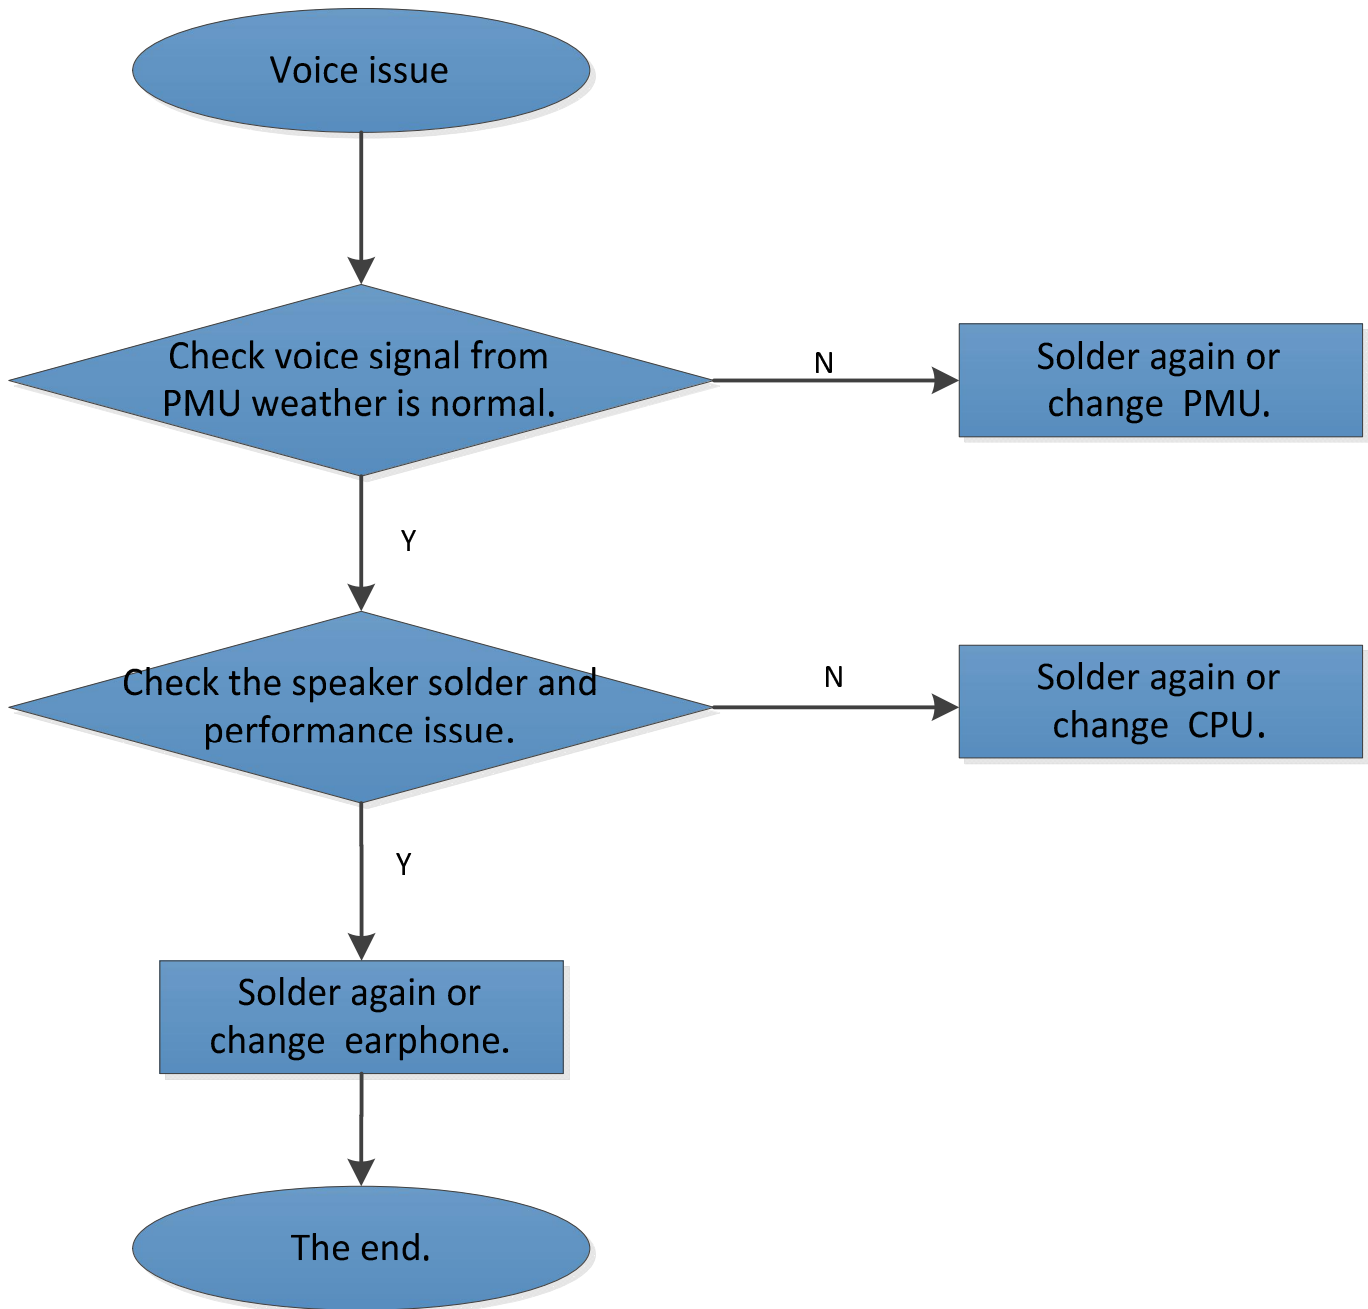 Voice issue
Check voice signal from
PMU weather is normal.
N
Solder again or
change  PMU.
Y
Check the speaker solder and
performance issue.
N
Solder again or
change  CPU.
Y
Solder again or
change  earphone.
The end.